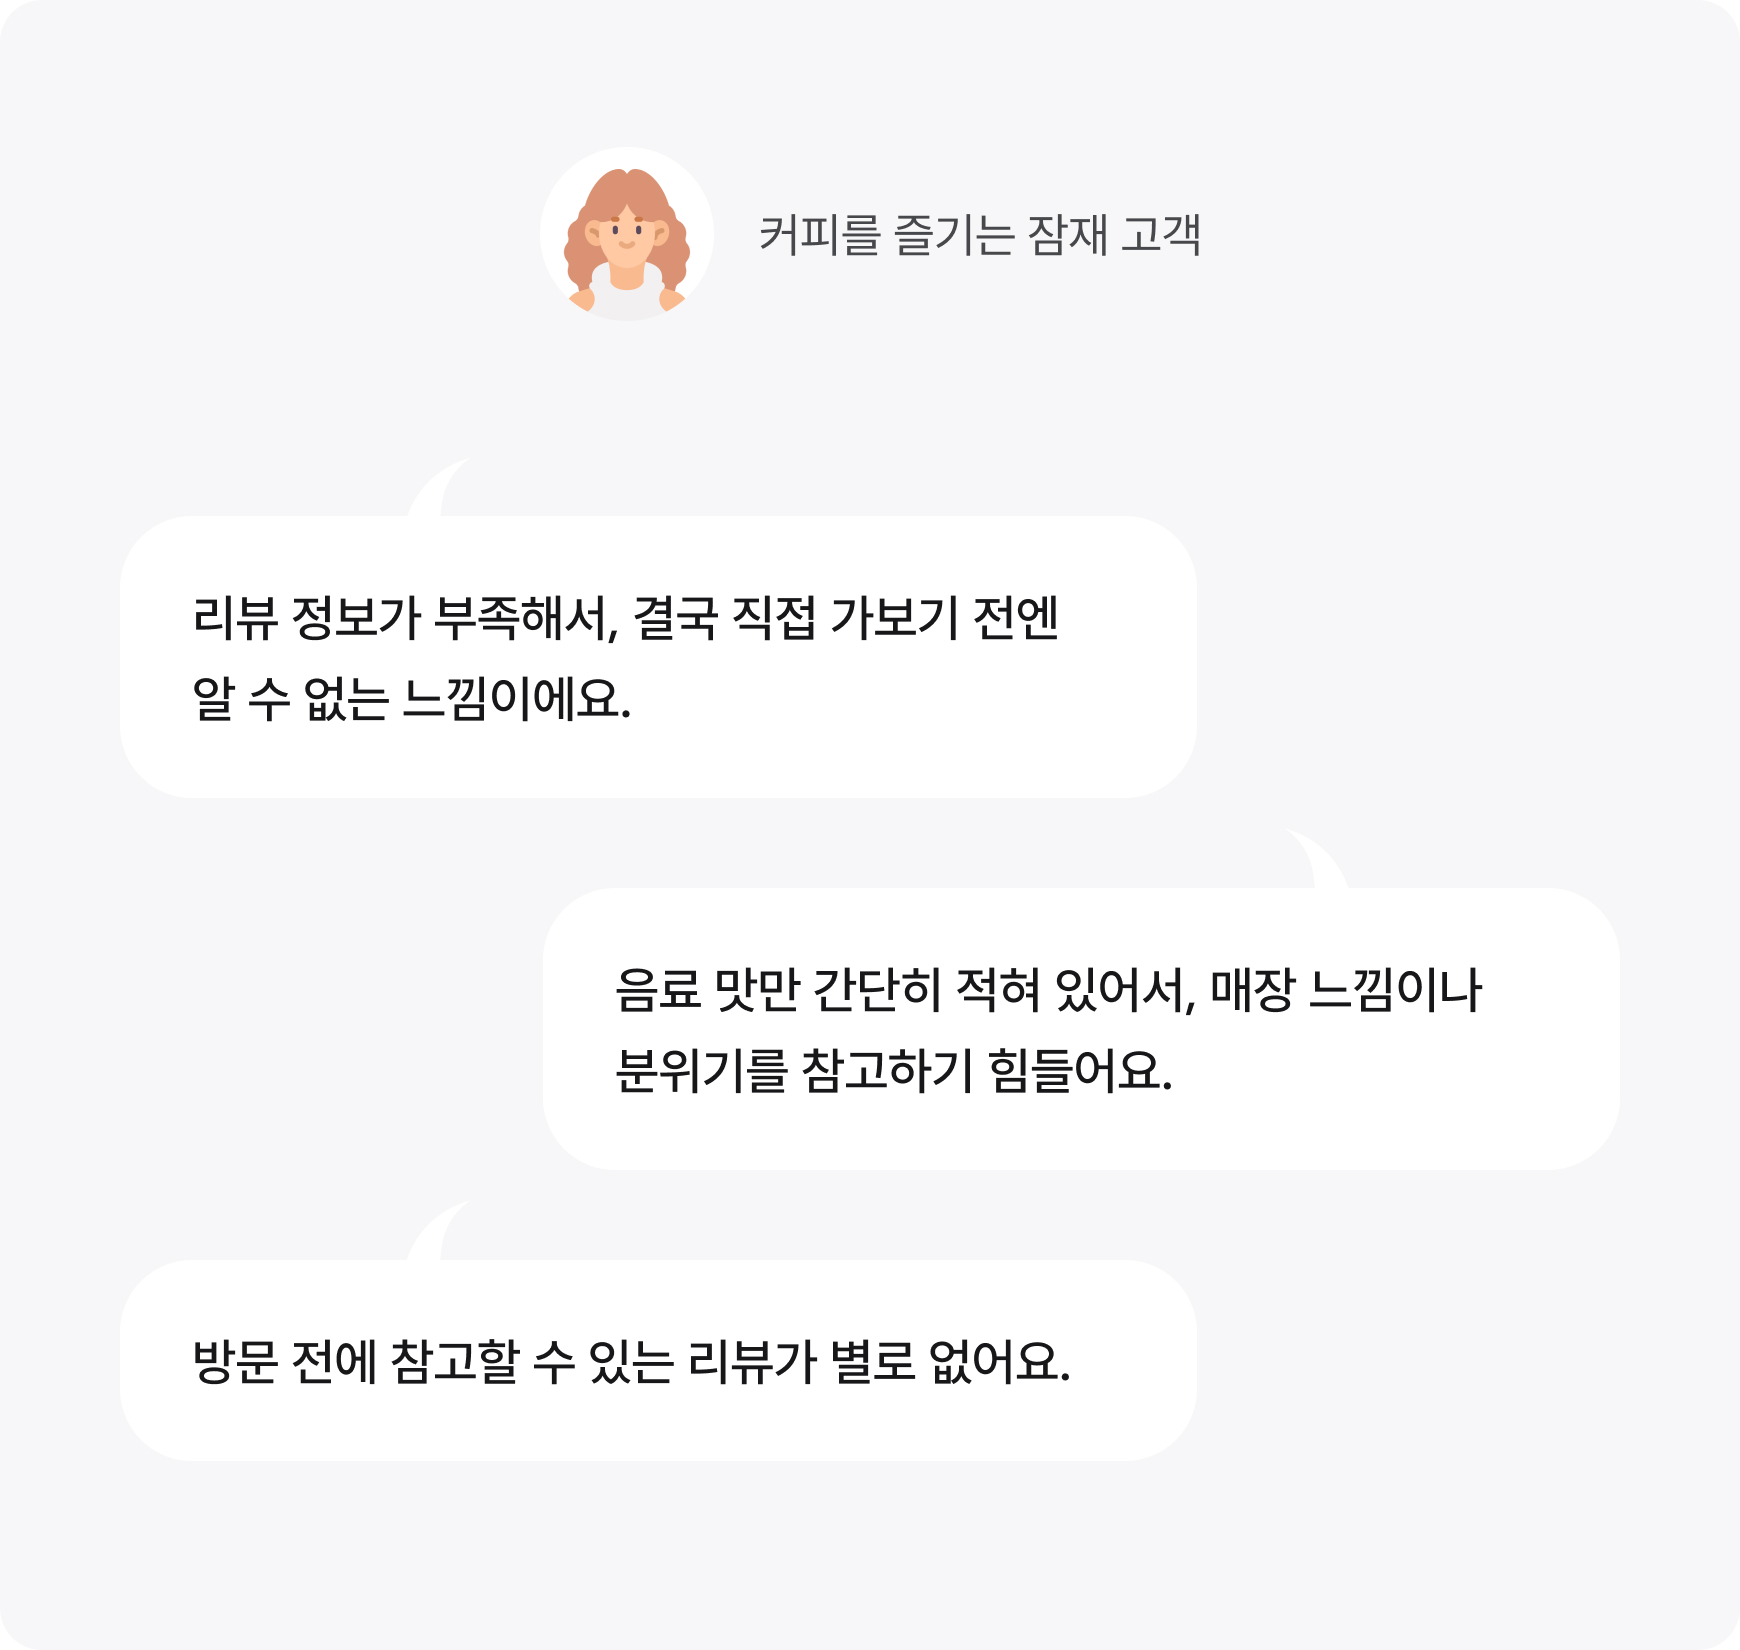 커피를 즐기는 잠재 고객
리뷰 정보가 부족해서, 결국 직접 가보기 전엔
알 수 없는 느낌이에요.
음료 맛만 간단히 적혀 있어서, 매장 느낌이나
분위기를 참고하기 힘들어요.
방문 전에 참고할 수 있는 리뷰가 별로 없어요.